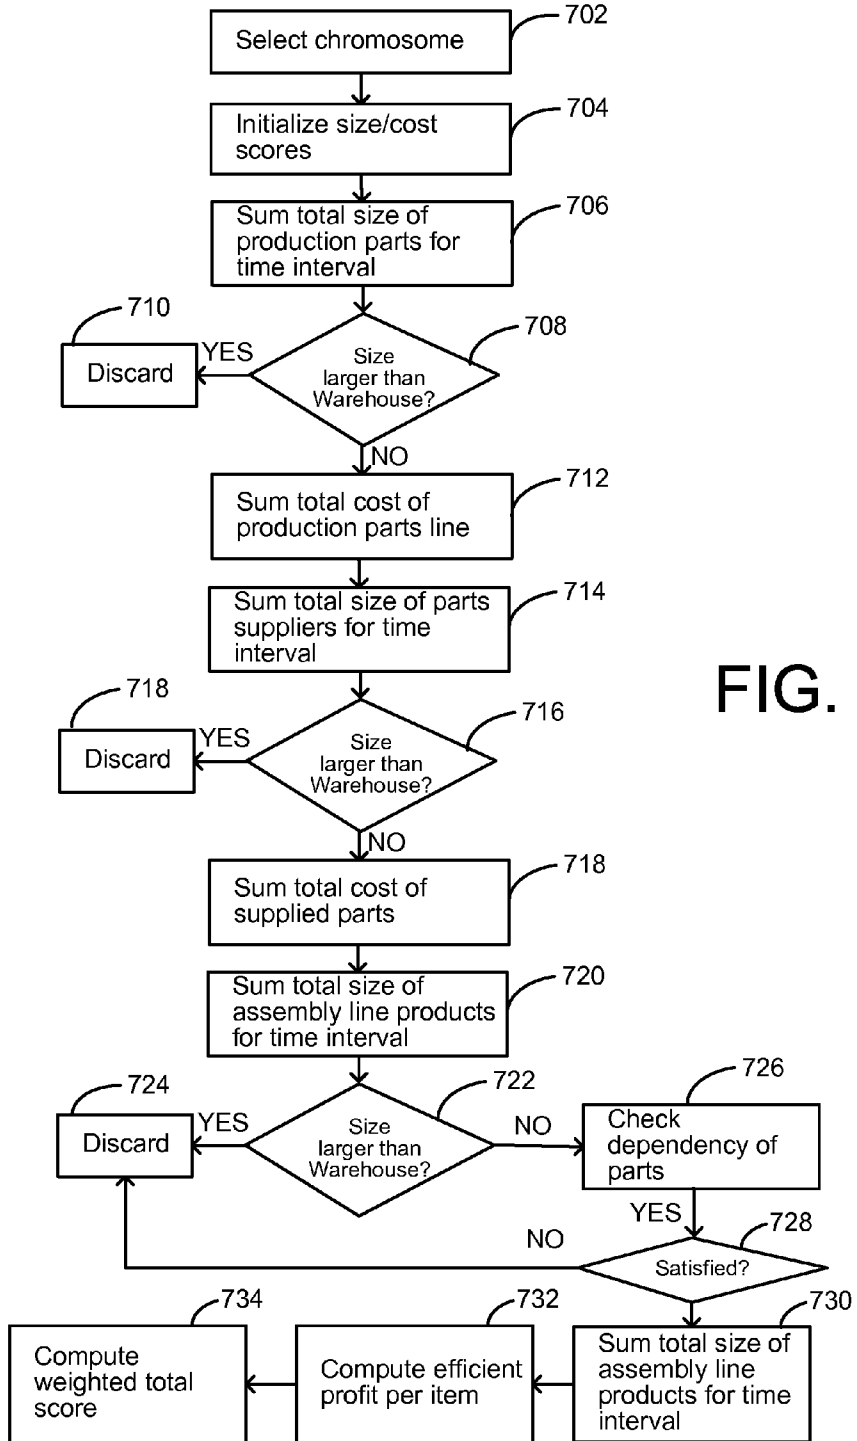 702
Select chromosome
704
Initialize size/cost
scores
706
Sum total size of
production parts for
time interval
710
708
YES
Discard
Size
larger than
Warehouse?
NO
712
Sum total cost of
production parts line
714
Sum total size of parts
suppliers for time
interval
FIG.
718
716
YES
Discard
Size
larger than
Warehouse?
NO
718
Sum total cost of
supplied parts
720
Sum total size of
assembly line products
for time interval
724
722
726
YES
Discard
Size
larger than
Warehouse?
NO
Check
dependency of
parts
YES
728
NO
Satisfied?
734
732
730
Compute
weighted total
score
Compute efficient
profit per item
Sum total size of
assembly line
products for time
interval